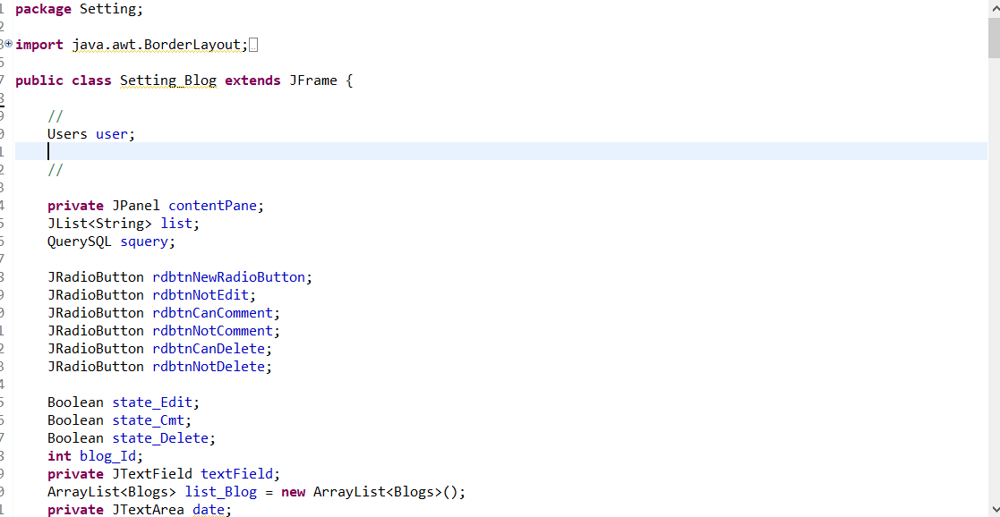 package Setting;
import java.awt.BorderLayout;
public class Setting_Blog extends JFrame {
//
Users user;
//
private JPanel contentPane;
JList<String> list;
QuerySQL squery;
JRadioButton rdbtnNewRadioButton;
JRadioButton rdbtnNotEdit;
JRadioButton rdbtnCanComment;
JRadioButton rdbtnNotComment;
JRadioButton rdbtnCanDelete;
JRadioButton rdbtnNotDelete;
Boolean state_Edit;
Boolean state_Cmt;
Boolean state_Delete;
int blog_Id;
private JTextField textField;
ArrayList<Blogs> list_Blog = new ArrayList<Blogs>();
private JTextArea date;